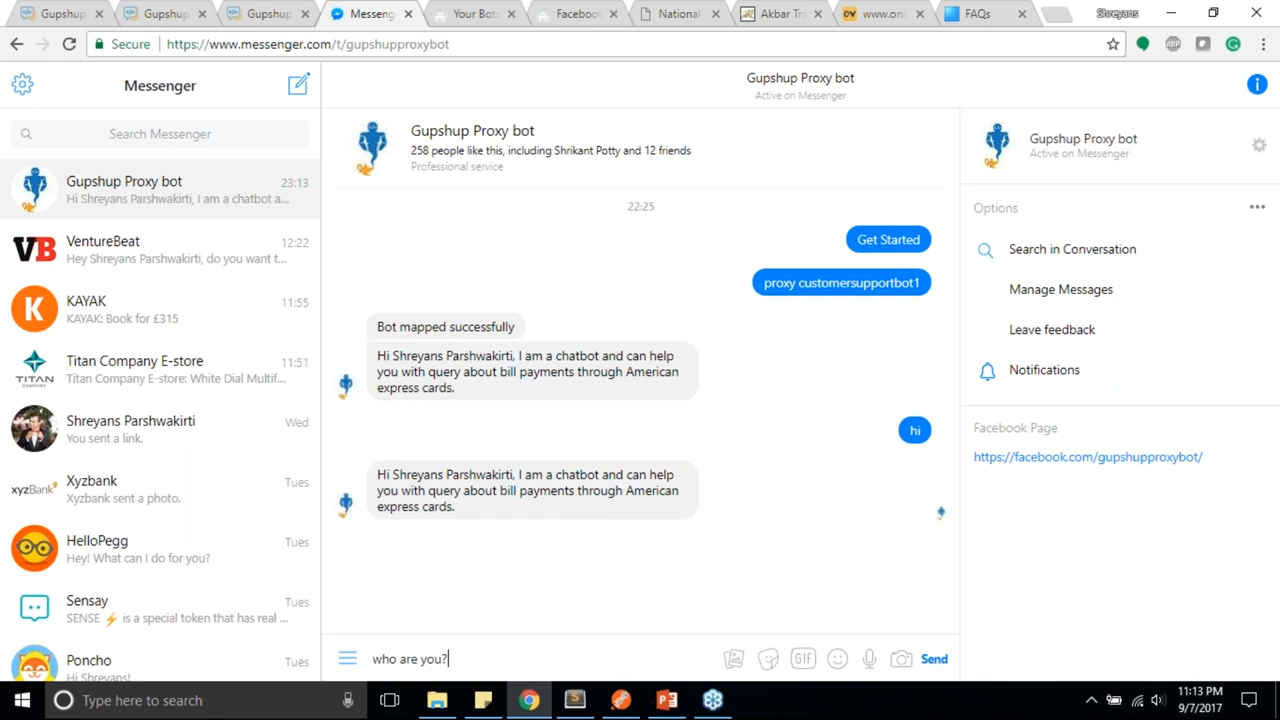 Gupshup
Gupshup
Gupshup
Messeng
Your Bots
Facebook
National
Akbar Tra
www.onl
FAQs
Shreyans
Secure
https://www.messenger.com/t/gupshupproxybot
ABP
Messenger
Search Messenger
Gupshup Proxy bot
23:13
Hi Shreyans Parshwakirti, I am a chatbot a...
VB
VentureBeat
12:22
Hey Shreyans Parshwakirti, do you want t...
K
KAYAK
11:55
KAYAK: Book for £315
TITAN
COMPANY
Titan Company E-store
11:51
Titan Company E-store: White Dial Multif...
Shreyans Parshwakirti
Wed
You sent a link.
xyzBank
Xyzbank
Tues
Xyzbank sent a photo.
HelloPegg
Tues
Hey! What can I do for you?
Sensay
Tues
SENSE ⚡ is a special token that has real ...
Poncho
Tues
Hi Shreyans!
Gupshup Proxy bot
Active on Messenger
Gupshup Proxy bot
258 people like this, including Shrikant Potty and 12 friends
Professional service
22:25
Get Started
proxy customersupportbot1
Bot mapped successfully
Hi Shreyans Parshwakirti, I am a chatbot and can help
you with query about bill payments through American
express cards.
hi
Hi Shreyans Parshwakirti, I am a chatbot and can help
you with query about bill payments through American
express cards.
who are you?
GIF
Send
Gupshup Proxy bot
Active on Messenger
Options
Search in Conversation
Manage Messages
Leave feedback
Notifications
Facebook Page
https://facebook.com/gupshupproxybot/
Type here to search
11:13 PM
9/7/2017